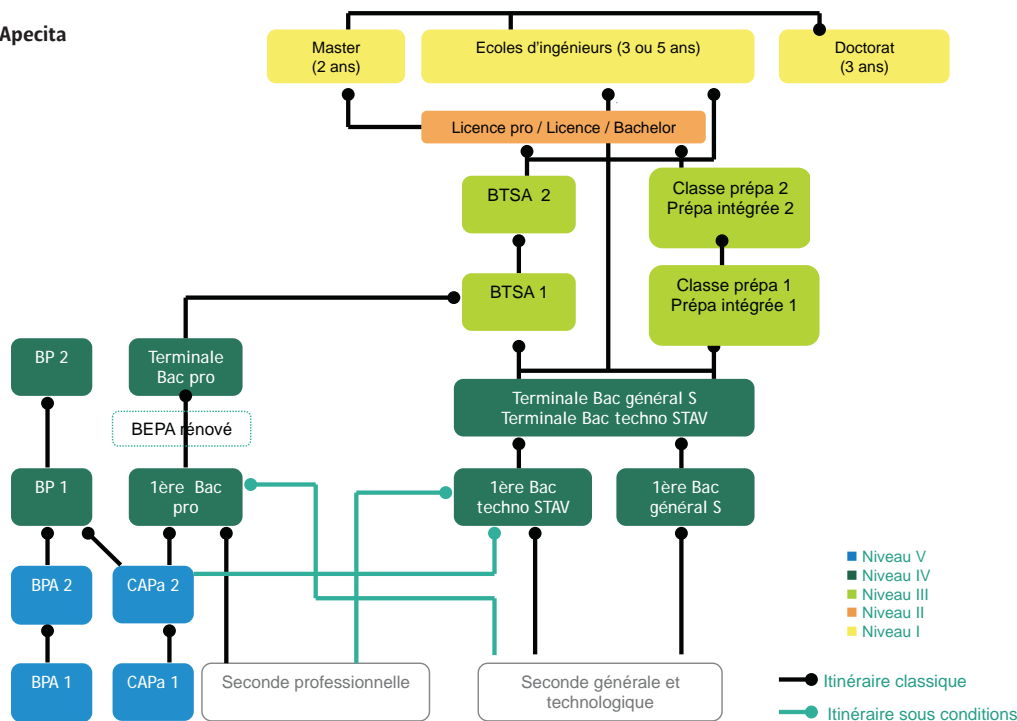 Apecita
Master
(2 ans)
Ecoles d'ingénieurs (3 ou 5 ans)
Doctorat
(3 ans)
Licence pro / Licence / Bachelor
BTSA 2
Classe prépa 2
Prépa intégrée 2
BTSA 1
Classe prépa 1
Prépa intégrée 1
BP 2
Terminale
Bac pro
BEPA rénové
Terminale Bac général S
Terminale Bac techno STAV
BP 1
1ère Bac
pro
1ère Bac
techno STAV
1ère Bac
général S
BPA 2
CAPa 2
BPA 1
CAPa 1
Seconde professionnelle
Seconde générale et
technologique
Niveau V
Niveau IV
Niveau III
Niveau II
Niveau I
Itinéraire classique
Itinéraire sous conditions